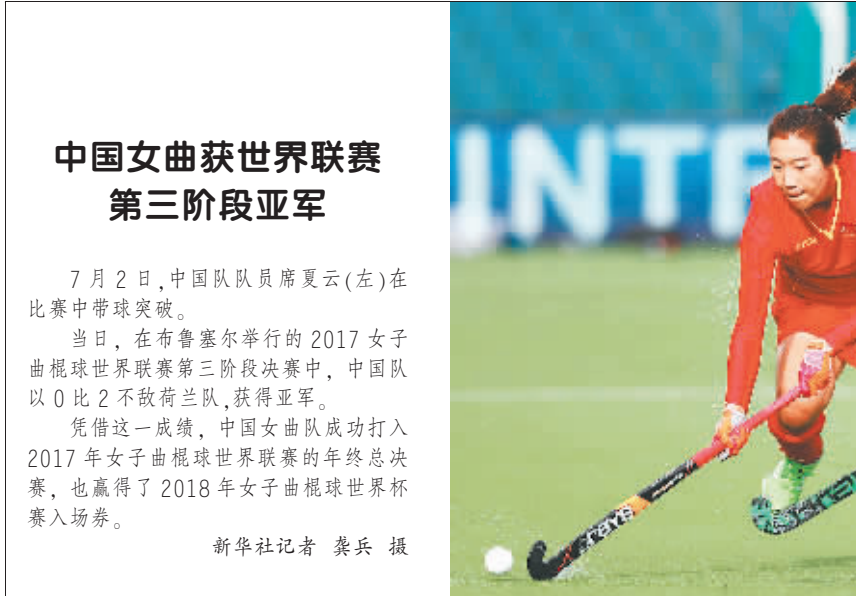 中国女曲获世界联赛
第三阶段亚军
7月2日,中国队队员席夏云(左)在
比赛中带球突破。
当日，在布鲁塞尔举行的2017女子
曲棍球世界联赛第三阶段决赛中，中国队
以0比2不敌荷兰队,获得亚军。
凭借这一成绩，中国女曲队成功打入
2017年女子曲棍球世界联赛的年终总决
赛，也赢得了2018年女子曲棍球世界杯
赛入场券。
新华社记者 龚兵 摄
INTE